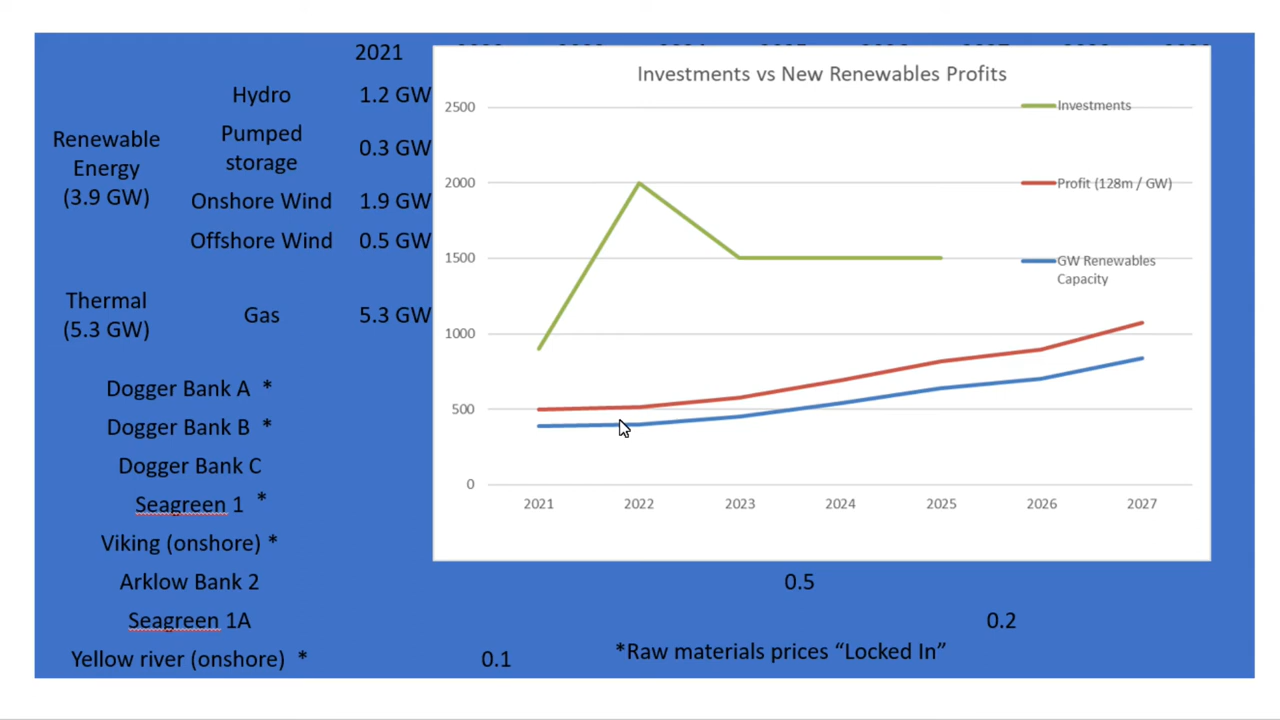 2021
Hydro 1.2 GW
Renewable
Energy
(3.9 GW)
Pumped
storage
0.3 GW
Onshore Wind 1.9 GW
Offshore Wind 0.5 GW
Thermal
(5.3 GW)
Gas 5.3 GW
Investments vs New Renewables Profits
2500
2000
1500
1000
500
0
2021 2022 2023 2024 2025 2026 2027
Investments
Profit (128m / GW)
GW Renewables
Capacity
Dogger Bank A *
Dogger Bank B *
Dogger Bank C
Seagreen 1 *
Viking (onshore) *
Arklow Bank 2 0.5
Seagreen 1A 0.2
Yellow river (onshore) * 0.1
*Raw materials prices “Locked In”